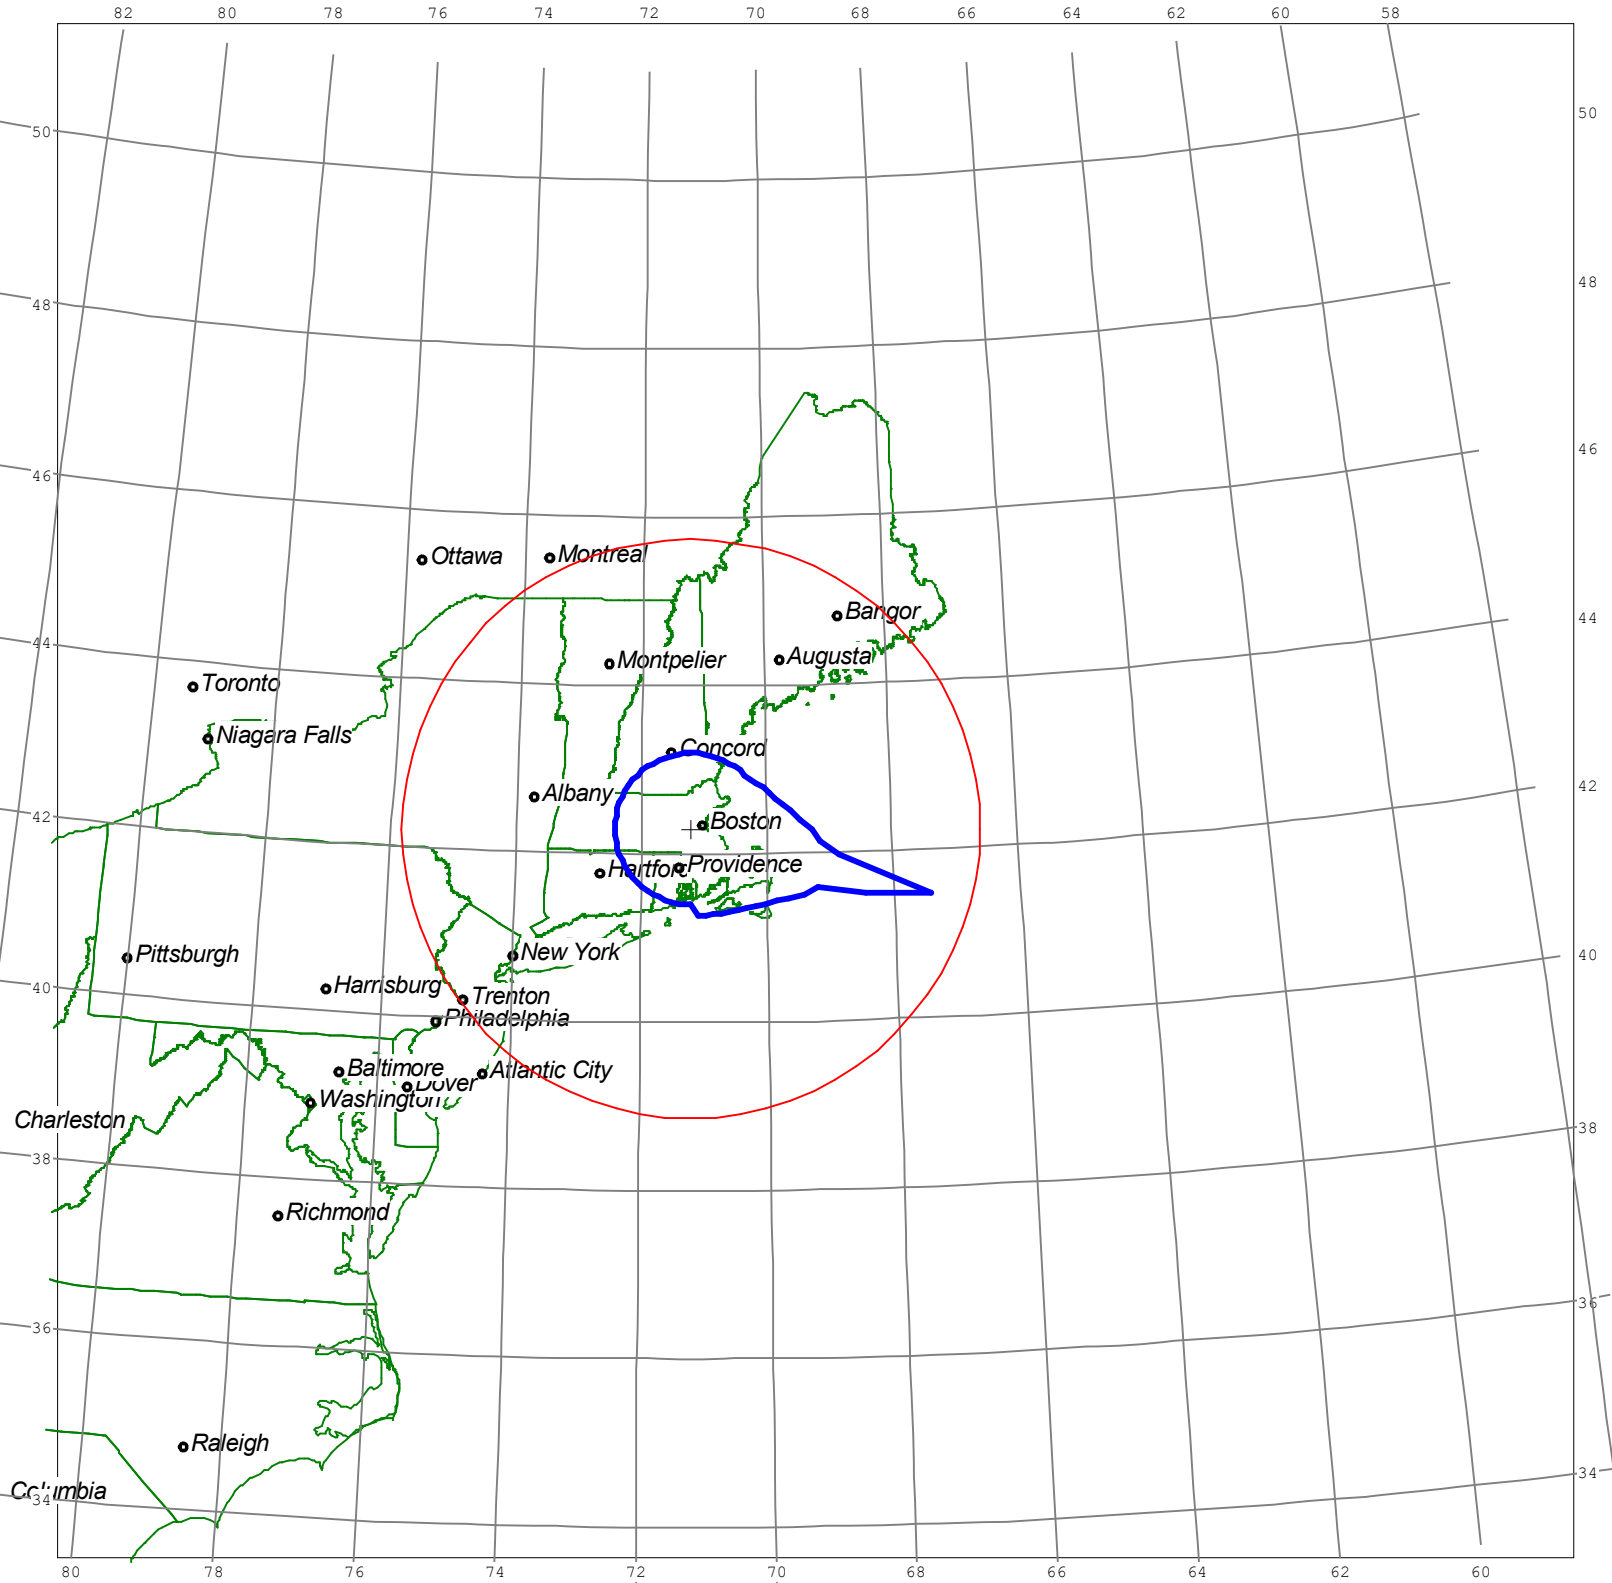 82 80 78 76 74 72 70 68 66 64 62 60 58
50 50
48 48
46 46
Ottawa Montreal
Bangor
44 44
Montpelier Augusta
Toronto
Niagara Falls Concord
42 42
Albany
Boston
Hartford Providence
Pittsburgh New York 40
40 Harrisburg Trenton
Philadelphia
Baltimore Atlantic City
Dover
Washington
Charleston 38
38
Richmond
36 36
Raleigh
34
Columbia
34
80 78 76 74 72 70 68 66 64 62 60